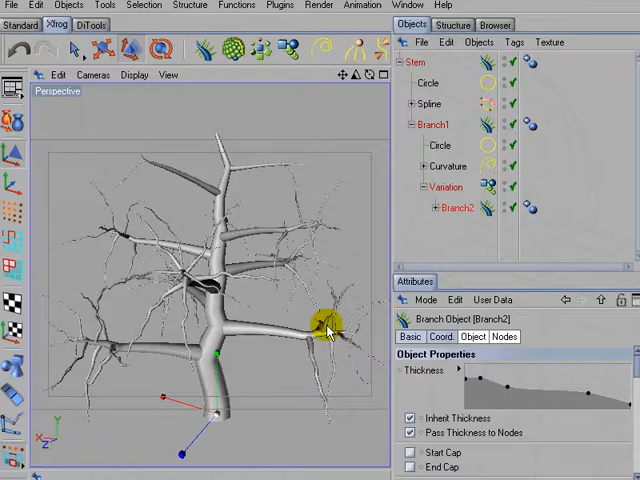 File Edit Objects Tools Selection Structure Functions Plugins Render Animation Window Help
Standard Xfrog DiTools
Objects Structure Browser
File Edit Objects Tags Texture
Edit Cameras Display View
Perspective
Stem
Circle
Spline
Branch1
Circle
Curvature
Variation
Branch2
Y
X
Z
Attributes
Mode Edit User Data
Branch Object [Branch2]
Basic Coord. Object Nodes
Object Properties
Thickness
Inherit Thickness
Pass Thickness to Nodes
Start Cap
End Cap